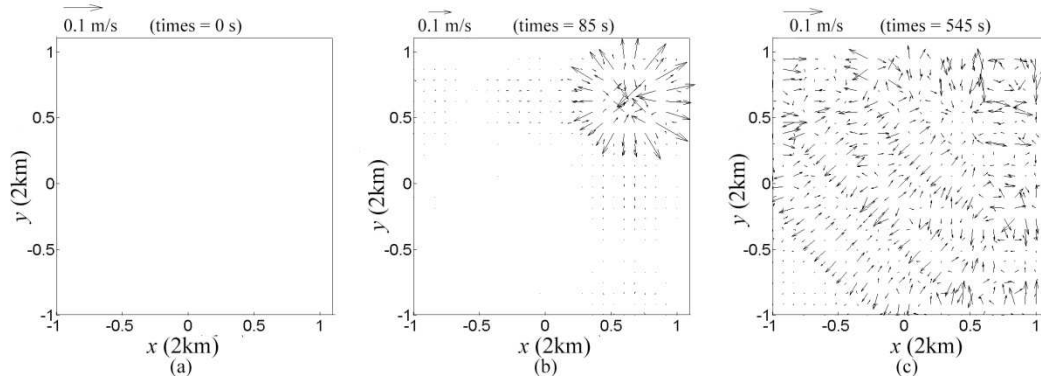 0.1 m/s (times = 0 s)
1
0.5
0
-0.5
-1
-1 -0.5 0 0.5 1
x (2km)
y (2km)
(a)
0.1 m/s (times = 85 s)
1
0.5
0
-0.5
-1
-1 -0.5 0 0.5 1
x (2km)
y (2km)
(b)
0.1 m/s (times = 545 s)
1
0.5
0
-0.5
-1
-1 -0.5 0 0.5 1
x (2km)
y (2km)
(c)